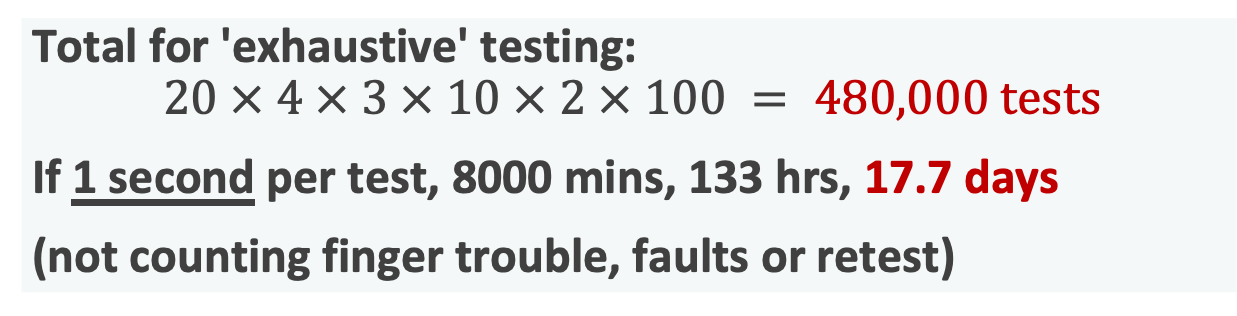 Total for 'exhaustive' testing:
20 × 4 × 3 × 10 × 2 × 100 = 480,000 tests
If 1 second per test, 8000 mins, 133 hrs, 17.7 days
(not counting finger trouble, faults or retest)